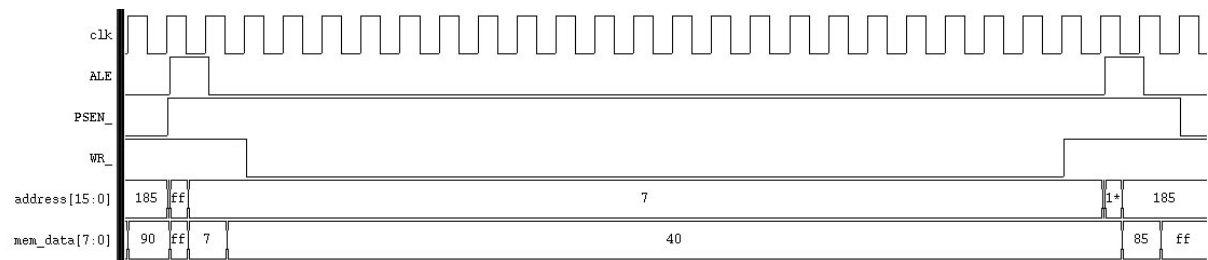 clk
ALE
PSEN_
WR_
address[15:0] 185 ff 7 1* 185
mem_data[7:0] 90 ff 7 40 85 ff